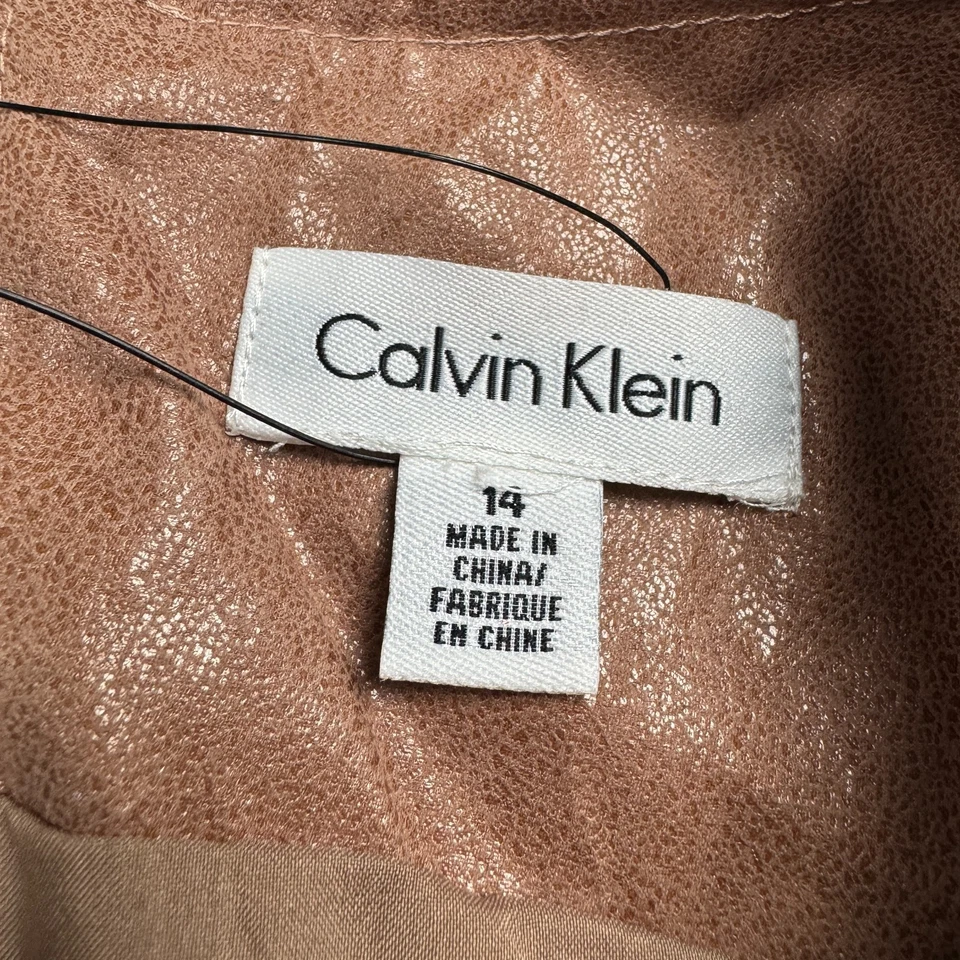 Calvin Klein
14
MADE IN
CHINA/
FABRIQUE
EN CHINE